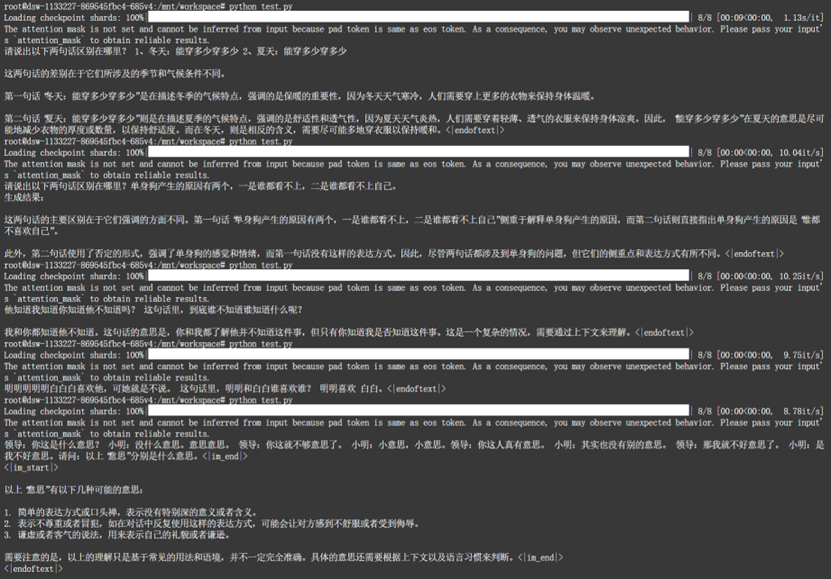 root@dsw-1133227-869545fbc4-685v4:/mnt/workspace# python test.py
Loading checkpoint shards: 100%| | 8/8 [00:09<00:00,  1.13s/it]
The attention mask is not set and cannot be inferred from input because pad token is same as eos token. As a consequence, you may observe unexpected behavior. Please pass your input'
s `attention_mask` to obtain reliable results.
请说出以下两句话区别在哪里? 1、冬天：能穿多少穿多少 2、夏天：能穿多少穿多少
这两句话的差别在于它们所涉及的季节和气候条件不同。
第一句话“冬天：能穿多少穿多少”是在描述冬季的气候特点，强调的是保暖的重要性，因为冬天天气寒冷，人们需要穿上更多的衣物来保持身体温暖。
第二句话“夏天：能穿多少穿多少”则是在描述夏季的气候特点，强调的是舒适性和透气性，因为夏天天气炎热，人们需要穿着轻薄、透气的衣服来保持身体凉爽。因此，“能穿多少穿多少”在夏天的意思是尽可
能地减少衣物的厚度或数量，以保持舒适度。而在冬天，则是相反的含义，需要尽可能多地穿衣服以保持暖和。<|endoftext|>
root@dsw-1133227-869545fbc4-685v4:/mnt/workspace# python test.py
Loading checkpoint shards: 100%| | 8/8 [00:00<00:00, 10.04it/s]
The attention mask is not set and cannot be inferred from input because pad token is same as eos token. As a consequence, you may observe unexpected behavior. Please pass your input'
s `attention_mask` to obtain reliable results.
请说出以下两句话区别在哪里？单身狗产生的原因有两个，一是谁都看不上，二是谁都看不上自己。
生成结果：
这两句话的主要区别在于它们强调的方面不同。第一句话“单身狗产生的原因有两个，一是谁都看不上，二是谁都看不上自己”侧重于解释单身狗产生的原因，而第二句话则直接指出单身狗产生的原因是“谁都
不喜欢自己”。
此外，第二句话使用了否定的形式，强调了单身狗的感觉和情绪，而第一句话没有这样的表达方式。因此，尽管两句话都涉及到单身狗的问题，但它们的侧重点和表达方式有所不同。<|endoftext|>
root@dsw-1133227-869545fbc4-685v4:/mnt/workspace# python test.py
Loading checkpoint shards: 100%| | 8/8 [00:00<00:00, 10.25it/s]
The attention mask is not set and cannot be inferred from input because pad token is same as eos token. As a consequence, you may observe unexpected behavior. Please pass your input'
s `attention_mask` to obtain reliable results.
他知道我知道你知道他不知道吗？ 这句话里，到底谁不知道谁知道什么呢？
我和你都知道他不知道。这句话的意思是，你和我都了解他并不知道这件事，但只有你知道我是否知道这件事。这是一个复杂的情况，需要通过上下文来理解。<|endoftext|>
root@dsw-1133227-869545fbc4-685v4:/mnt/workspace# python test.py
Loading checkpoint shards: 100%| | 8/8 [00:00<00:00,  9.75it/s]
The attention mask is not set and cannot be inferred from input because pad token is same as eos token. As a consequence, you may observe unexpected behavior. Please pass your input'
s `attention_mask` to obtain reliable results.
明明明明明白白白喜欢他，可她就是不说。 这句话里，明明和白白谁喜欢谁？ 明明喜欢 白白。<|endoftext|>
root@dsw-1133227-869545fbc4-685v4:/mnt/workspace# python test.py
Loading checkpoint shards: 100%| | 8/8 [00:00<00:00,  8.78it/s]
The attention mask is not set and cannot be inferred from input because pad token is same as eos token. As a consequence, you may observe unexpected behavior. Please pass your input'
s `attention_mask` to obtain reliable results.
领导：你这是什么意思？ 小明：没什么意思。意思意思。 领导：你这就不够意思了。 小明：小意思，小意思。领导：你这人真有意思。 小明：其实也没有别的意思。 领导：那我就不好意思了。 小明：是
我不好意思。请问：以上“意思”分别是什么意思。<|im_end|>
<|im_start|>
以上“意思”有以下几种可能的意思：
1. 简单的表达方式或口头禅，表示没有特别深的意义或者含义。
2. 表示不尊重或者冒犯，如在对话中反复使用这样的表达方式，可能会让对方感到不舒服或者受到侮辱。
3. 谦虚或者客气的说法，用来表示自己的礼貌或者谦逊。
需要注意的是，以上的理解只是基于常见的用法和语境，并不一定完全准确。具体的意思还需要根据上下文以及语言习惯来判断。<|im_end|>
<|endoftext|>